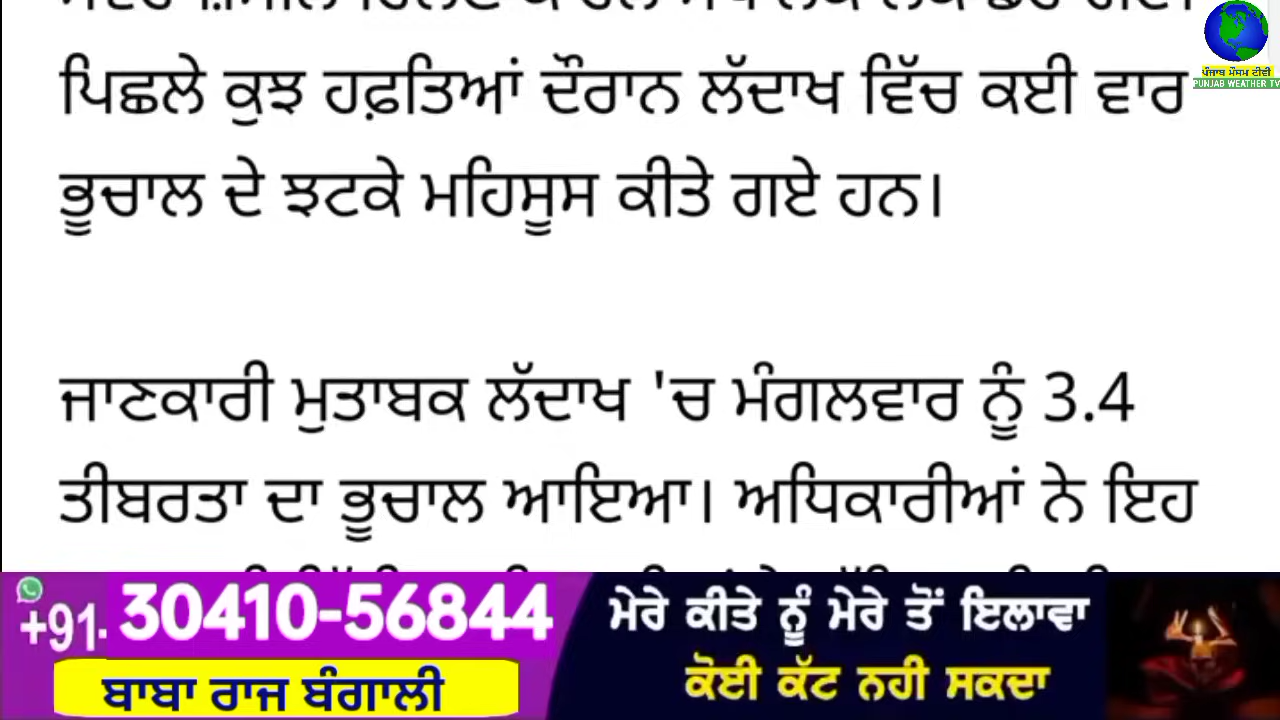 ਪੰਜਾਬ ਮੌਸਮ ਟੀਵੀ
PUNJAB WEATHER TV
ਪਿਛਲੇ ਕੁਝ ਹਫ਼ਤਿਆਂ ਦੌਰਾਨ ਲੱਦਾਖ ਵਿੱਚ ਕਈ ਵਾਰ
ਭੂਚਾਲ ਦੇ ਝਟਕੇ ਮਹਿਸੂਸ ਕੀਤੇ ਗਏ ਹਨ।
ਜਾਣਕਾਰੀ ਮੁਤਾਬਕ ਲੱਦਾਖ 'ਚ ਮੰਗਲਵਾਰ ਨੂੰ 3.4
ਤੀਬਰਤਾ ਦਾ ਭੂਚਾਲ ਆਇਆ। ਅਧਿਕਾਰੀਆਂ ਨੇ ਇਹ
+91- 30410-56844
ਬਾਬਾ ਰਾਜ ਬੰਗਾਲੀ
ਮੇਰੇ ਕੀਤੇ ਨੂੰ ਮੇਰੇ ਤੋਂ ਇਲਾਵਾ
ਕੋਈ ਕੱਟ ਨਹੀ ਸਕਦਾ